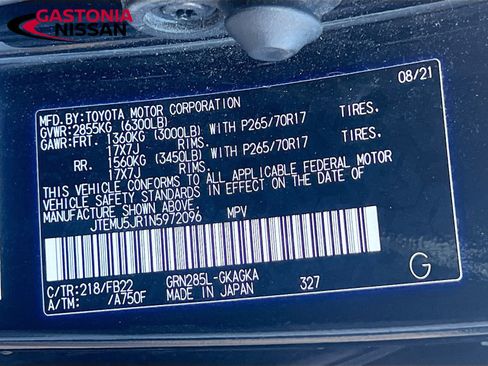 GASTONIA
NISSAN
MFD.BY:TOYOTA MOTOR CORPORATION 08/21
GVWR:2855KG (6300LB)
GAWR:FRT. 1360KG (3000LB) WITH P265/70R17 TIRES.
17X7J RIMS.
RR. 1560KG (3450LB) WITH P265/70R17 TIRES.
17X7J RIMS.
THIS VEHICLE CONFORMS TO ALL APPLICABLE FEDERAL MOTOR
VEHICLE SAFETY STANDARDS IN EFFECT ON THE DATE OF
MANUFACTURE SHOWN ABOVE.
JTEMU5JR1N5972096 MPV
C/TR:218/FB22 GRN285L-GKAGKA
A/TM: /A750F MADE IN JAPAN 327 G